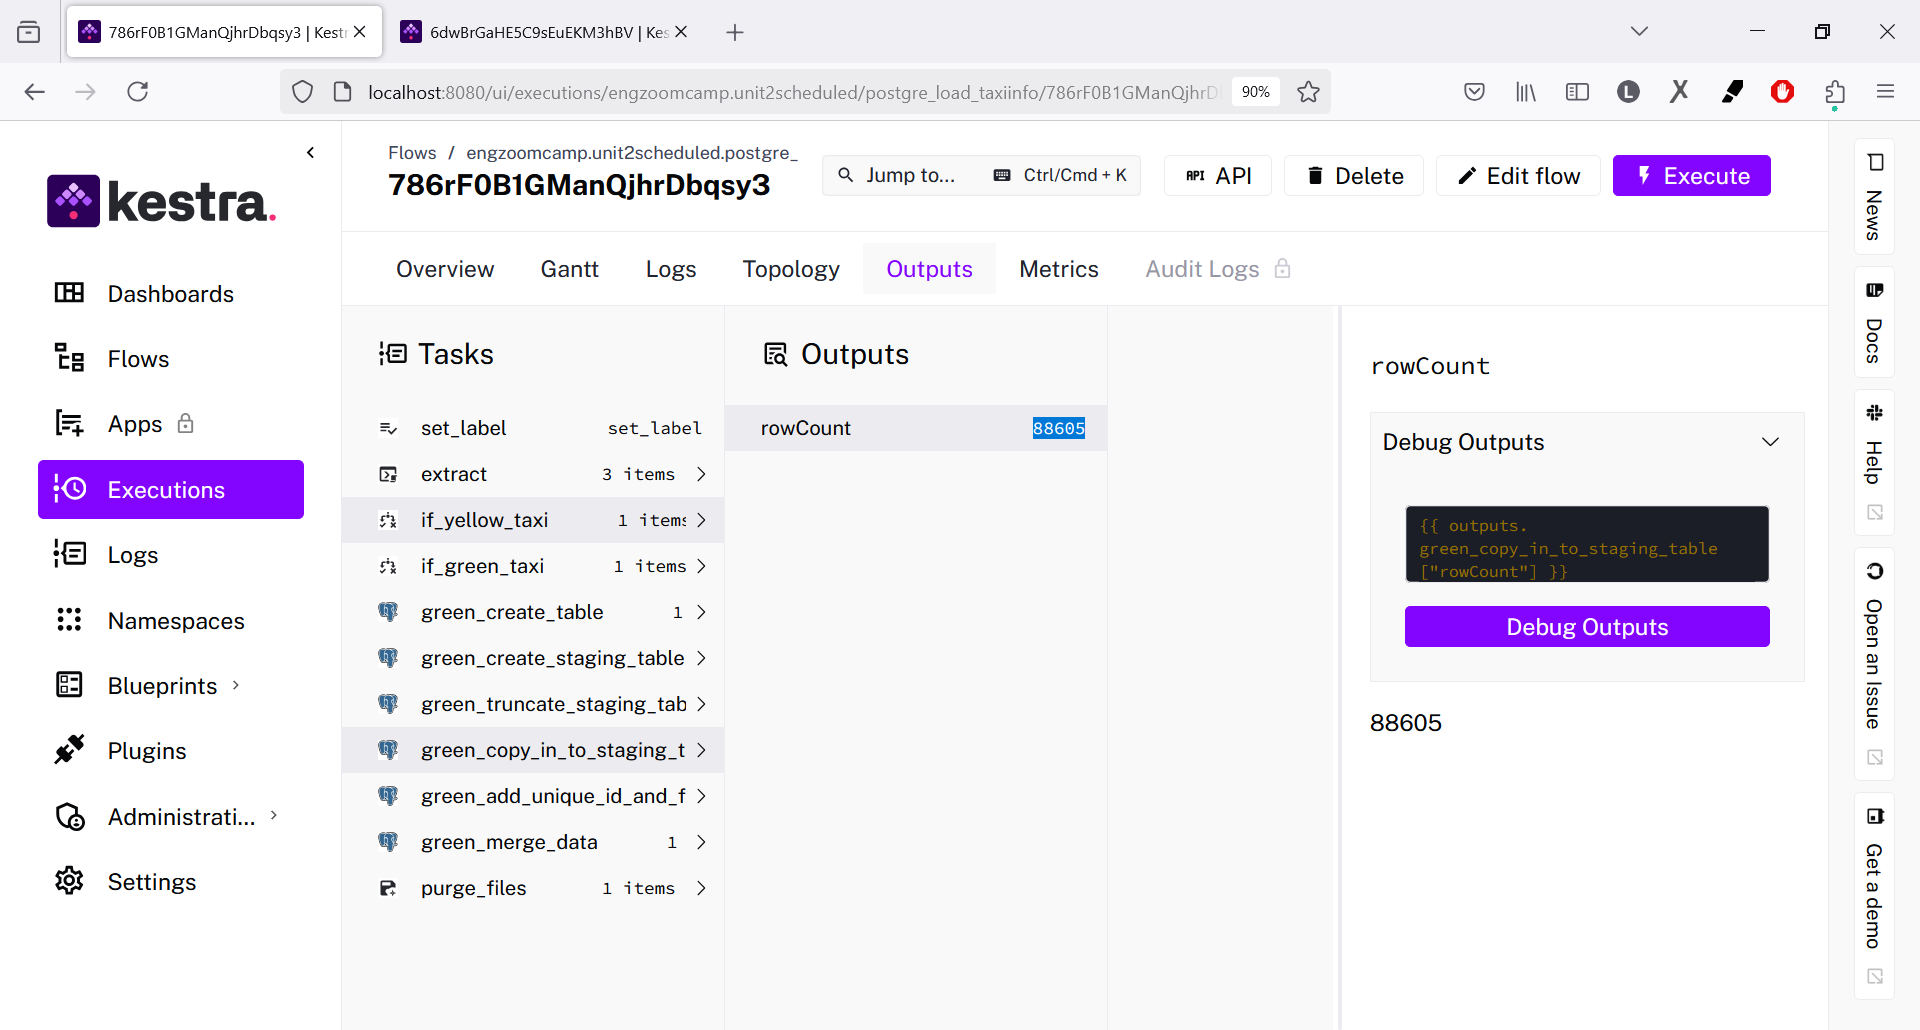 786rF0B1GManQjhrDbqsy3 | Kestr
6dwBrGaHE5C9sEuEKM3hBV | Kes
localhost:8080/ui/executions/engzoomcamp.unit2scheduled/postgre_load_taxiinfo/786rF0B1GManQjhrD
90%
kestra.
Dashboards
Flows
Apps
Executions
Logs
Namespaces
Blueprints
Plugins
Administrati...
Settings
Flows / engzoomcamp.unit2scheduled.postgre_
786rF0B1GManQjhrDbqsy3
Jump to...
Ctrl/Cmd + K
API API
Delete
Edit flow
Execute
Overview
Gantt
Logs
Topology
Outputs
Metrics
Audit Logs
Tasks
set_label set_label
extract 3 items
if_yellow_taxi 1 items
if_green_taxi 1 items
green_create_table 1
green_create_staging_table
green_truncate_staging_tab
green_copy_in_to_staging_t
green_add_unique_id_and_f
green_merge_data 1
purge_files 1 items
Outputs
rowCount 88605
rowCount
Debug Outputs
{{ outputs.
green_copy_in_to_staging_table
["rowCount"] }}
Debug Outputs
88605
News
Docs
Help
Open an Issue
Get a demo